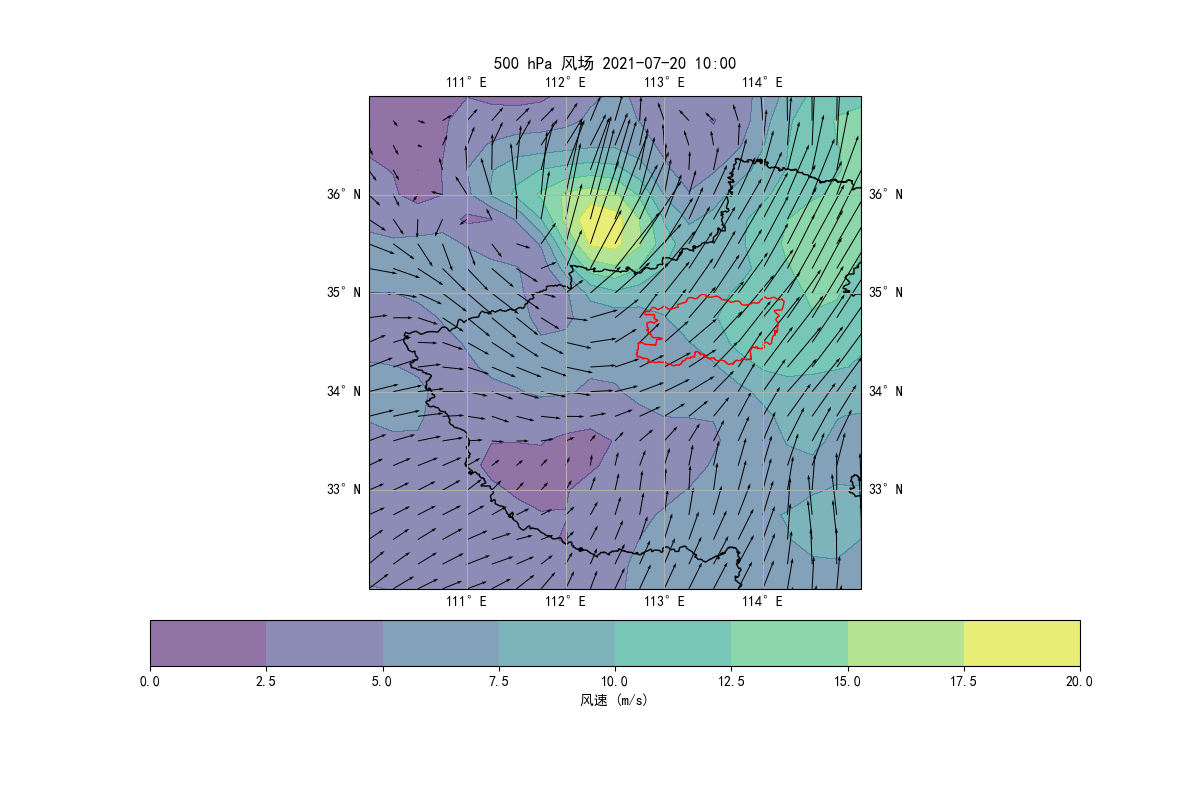 500 hPa 风场 2021-07-20 10:00
111° E 112° E 113° E 114° E
36° N 36° N
35° N 35° N
34° N 34° N
33° N 33° N
111° E 112° E 113° E 114° E
0.0 2.5 5.0 7.5 10.0 12.5 15.0 17.5 20.0
风速 (m/s)